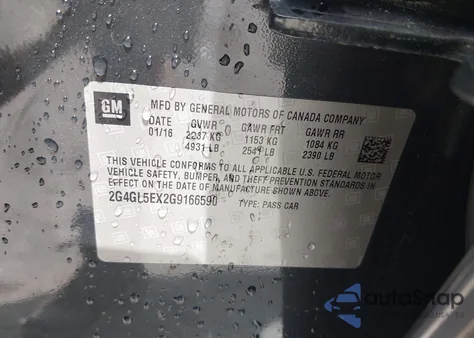 GM
MFD BY GENERAL MOTORS OF CANADA COMPANY
DATE GVWR GAWR FRT GAWR RR
01/16 2237 KG 1153 KG 1084 KG
4931 LB 2541 LB 2390 LB
THIS VEHICLE CONFORMS TO ALL APPLICABLE U.S. FEDERAL MOTOR
VEHICLE SAFETY, BUMPER, AND THEFT PREVENTION STANDARDS IN
EFFECT ON THE DATE OF MANUFACTURE SHOWN ABOVE.
2G4GL5EX2G9166590 TYPE: PASS CAR
autoSnap